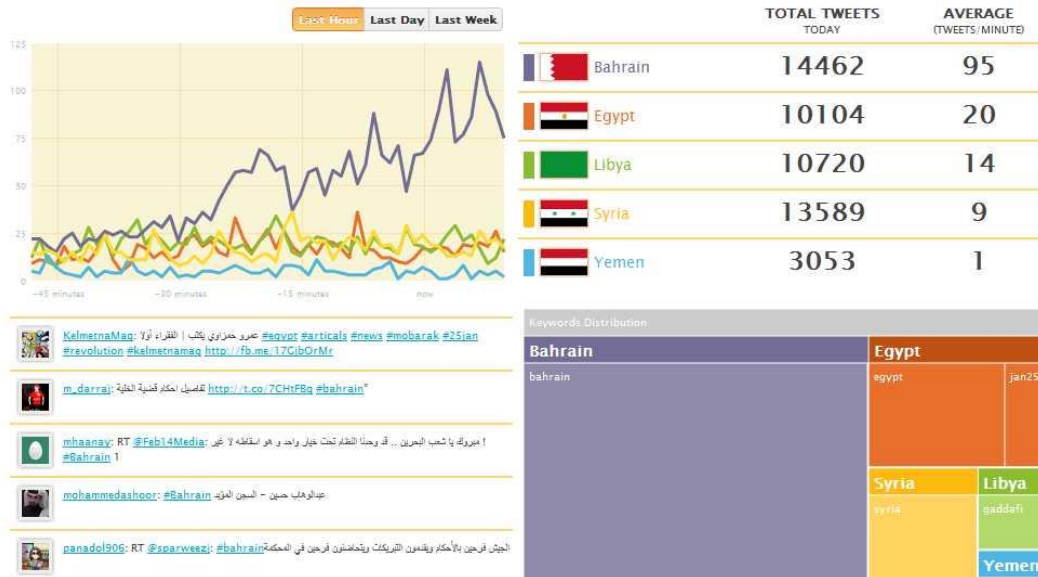 Last Hour Last Day Last Week
125
100
75
50
25
0
−45 minutes −30 minutes −15 minutes now
TOTAL TWEETS AVERAGE
TODAY (TWEETS/MINUTE)
Bahrain 14462 95
Egypt 10104 20
Libya 10720 14
Syria 13589 9
Yemen 3053 1
KelmetnaMag: عمرو حمزاوي يكتب | الفقراء أولا #egypt #articals #news #mobarak #25jan
#revolution #kelmetnamag http://fb.me/17GjbOrMr
m_darraj: تفاصيل احكام قضية الخلية http://t.co/7CHtFBg #bahrain"
mhaanay: RT @Feb14Media: ! مبروك يا شعب البحرين .. قد وحدنا النظام تحت خيار واحد و هو اسقاطه لا غير
#Bahrain 1
mohammedashoor: #Bahrain عبدالوهاب حسين - السجن المؤبد
panadol906: RT @sparweezj: #bahrain الجيش فرحين بالأحكام ويقدمون التبريكات ويتحاضنون فرحين في المحكمة
Keywords Distribution
Bahrain Egypt
bahrain egypt jan25
Syria Libya
syria gaddafi
Yemen